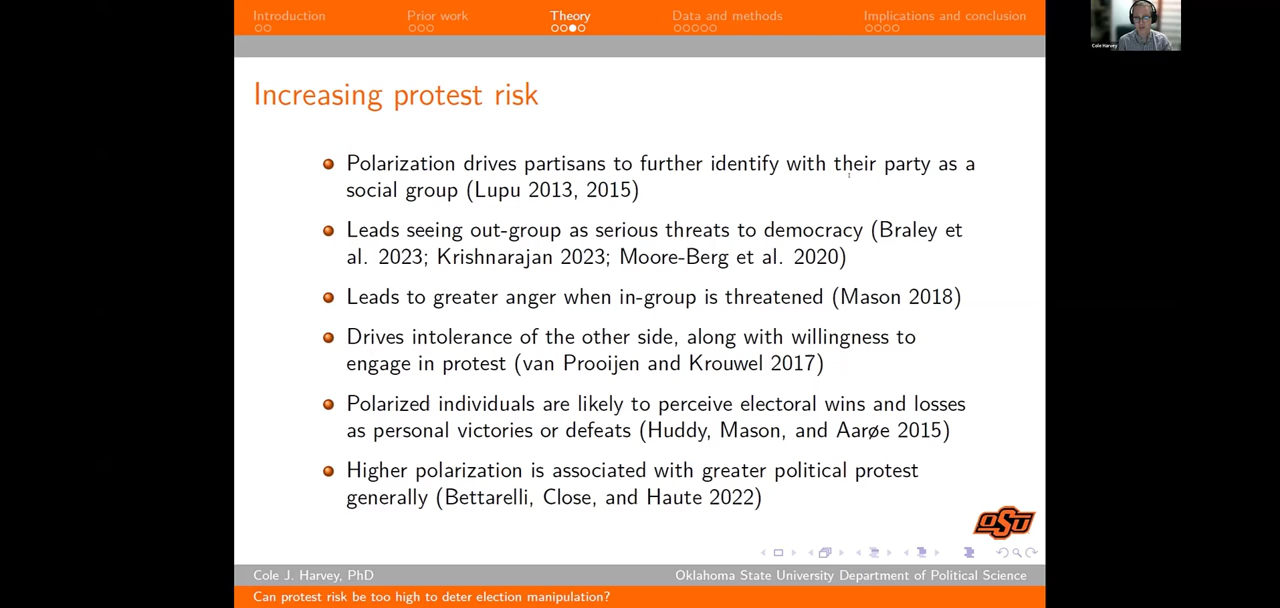 Introduction Prior work Theory Data and methods Implications and conclusion
Cole Harvey
Increasing protest risk
Polarization drives partisans to further identify with their party as a
social group (Lupu 2013, 2015)
Leads seeing out-group as serious threats to democracy (Braley et
al. 2023; Krishnarajan 2023; Moore-Berg et al. 2020)
Leads to greater anger when in-group is threatened (Mason 2018)
Drives intolerance of the other side, along with willingness to
engage in protest (van Prooijen and Krouwel 2017)
Polarized individuals are likely to perceive electoral wins and losses
as personal victories or defeats (Huddy, Mason, and Aarøe 2015)
Higher polarization is associated with greater political protest
generally (Bettarelli, Close, and Haute 2022)
OSU
Cole J. Harvey, PhD Oklahoma State University Department of Political Science
Can protest risk be too high to deter election manipulation?